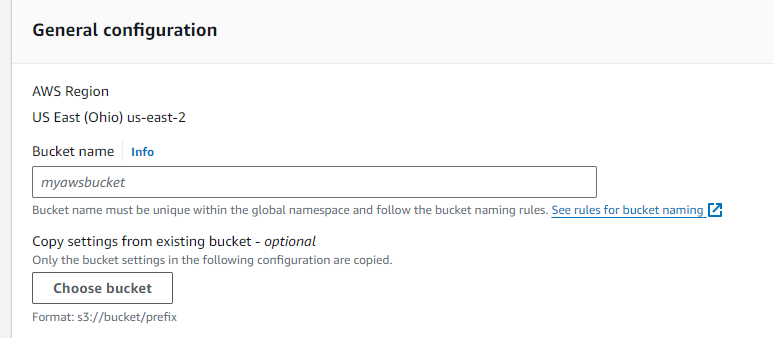 General configuration
AWS Region
US East (Ohio) us-east-2
Bucket name Info
myawsbucket
Bucket name must be unique within the global namespace and follow the bucket naming rules. See rules for bucket naming
Copy settings from existing bucket - optional
Only the bucket settings in the following configuration are copied.
Choose bucket
Format: s3://bucket/prefix